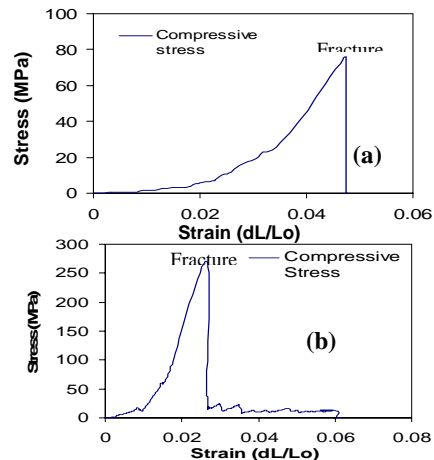 100
80
60
40
20
0
Stress (MPa)
Compressive
stress
Fracture
(a)
0
0.02
0.04
0.06
Strain (dL/Lo)
300
250
200
150
100
50
0
Stress(MPa)
Fracture
Compressive
Stress
(b)
0
0.02
0.04
0.06
0.08
Strain (dL/Lo)